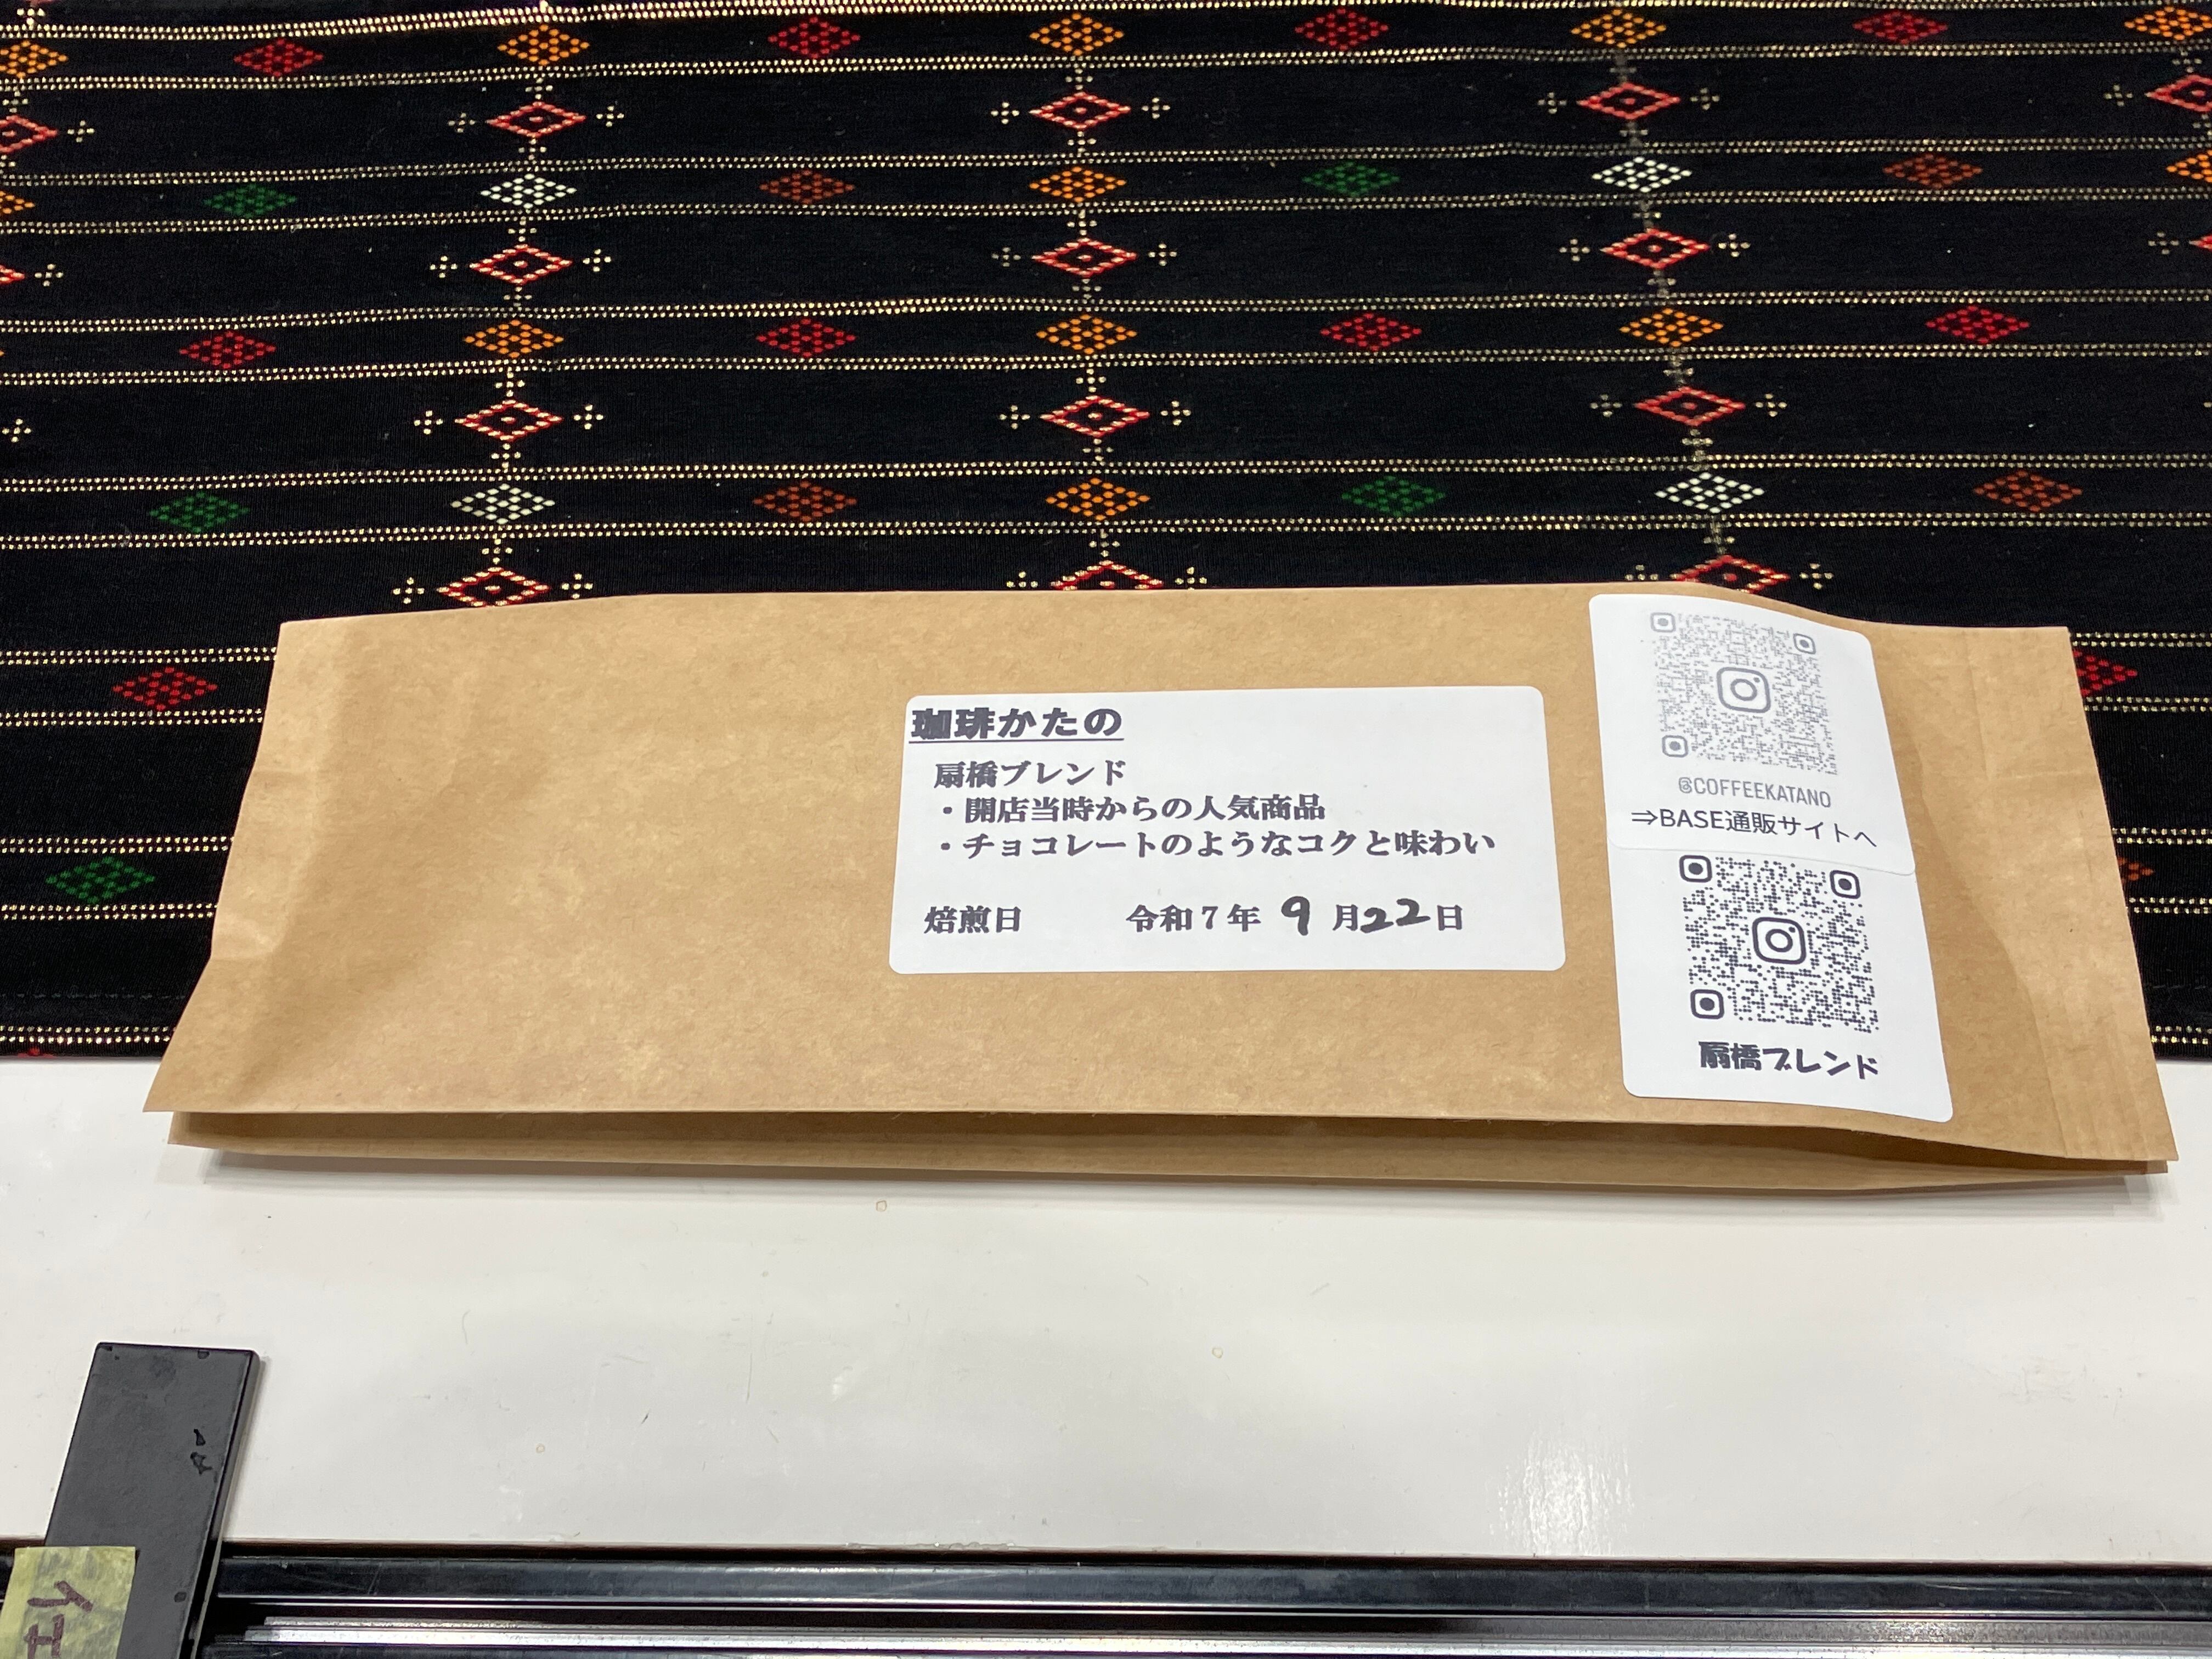 珈琲かたの
扇橋ブレンド
・開店当時からの人気商品
・チョコレートのようなコクと味わい
焙煎日 令和7年 9月22日
@COFFEEKATANO
⇒BASE通販サイトへ
扇橋ブレンド